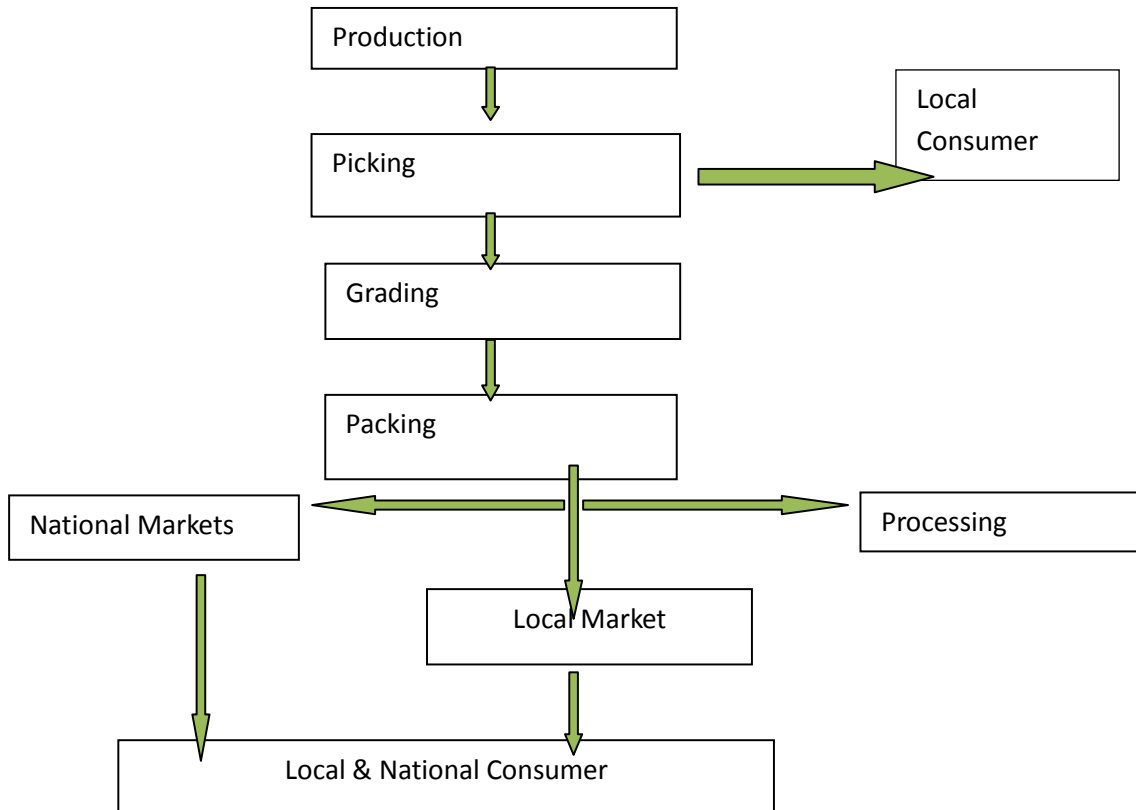 Production
Local
Consumer
Picking
Grading
Packing
National Markets
Processing
Local Market
Local & National Consumer